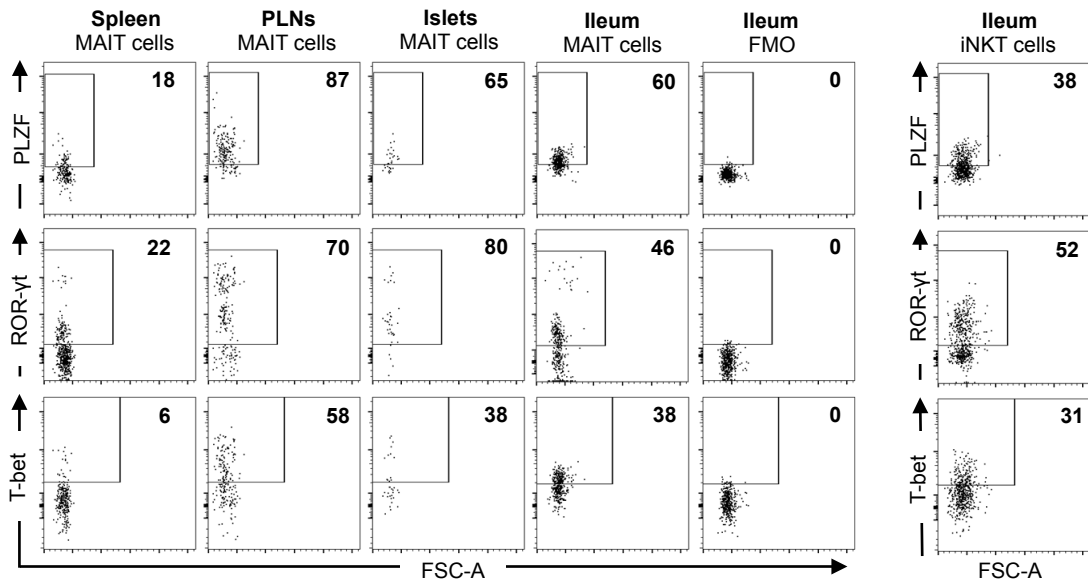 Spleen PLNs Islets Ileum Ileum Ileum
MAIT cells MAIT cells MAIT cells MAIT cells FMO iNKT cells
PLZF 18 87 65 60 0 PLZF 38
ROR-γt 22 70 80 46 0 ROR-γt 52
T-bet 6 58 38 38 0 T-bet 31
FSC-A FSC-A